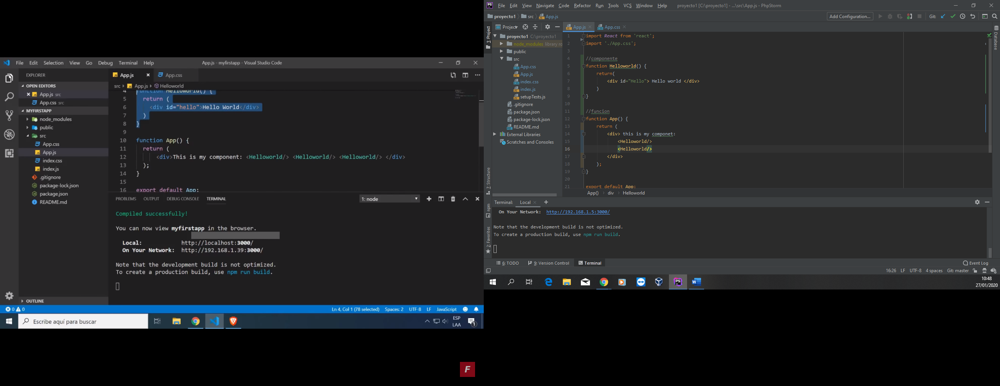 File Edit Selection View Go Debug Terminal Help
App.js - myfirstapp - Visual Studio Code
EXPLORER
OPEN EDITORS
App.js src
App.css src
MYFIRSTAPP
node_modules
public
src
App.css
App.js
index.css
index.js
.gitignore
package-lock.json
package.json
README.md
OUTLINE
App.js App.css
src App.js Helloworld
4 function Helloworld() {
5 return (
6 <div id="hello">Hello World</div>
7 )
8 }
9
10 function App() {
11 return (
12 <div>This is my component: <Helloworld/> <Helloworld/> <Helloworld/> </div>
13 );
14 }
15
16 export default App;
PROBLEMS OUTPUT DEBUG CONSOLE TERMINAL 1: node
Compiled successfully!
You can now view myfirstapp in the browser.
Local: http://localhost:3000/
On Your Network: http://192.168.1.39:3000/
Note that the development build is not optimized.
To create a production build, use npm run build.
0 0
Ln 4, Col 1 (78 selected) Spaces: 2 UTF-8 LF JavaScript
Escribe aquí para buscar
ESP
LAA
1
F
PS File Edit View Navigate Code Refactor Run Tools VCS Window Help proyecto1 [C:\proyecto1] - ...\src\App.js - PhpStorm
proyecto1 src App.js
Add Configuration... Git:
1: Project
7: Structure
npm
2: Favorites
Database
Project
proyecto1 C:\proyecto1
node_modules library ro
public
src
App.css
App.js
index.css
index.js
setupTests.js
.gitignore
package.json
package-lock.json
README.md
External Libraries
Scratches and Consoles
App.js App.css
1 import React from 'react';
2 import './App.css';
3
4 //componente
5 function Helloworld() {
6 return(
7 <div id="Hello"> Hello world </div>
8 )
9 }
10
11 //funcion
12 function App() {
13 return (
14 <div> this is my componet:
15 <Helloworld/>
16 <Helloworld/>
17 </div>
18 );
19 }
20
21 export default App;
App() div Helloworld
Terminal: Local
On Your Network: http://192.168.1.5:3000/
Note that the development build is not optimized.
To create a production build, use npm run build.
6: TODO 9: Version Control Terminal Event Log
16:26 LF UTF-8 4 spaces Git: master
PS
W
10:48
27/01/2020